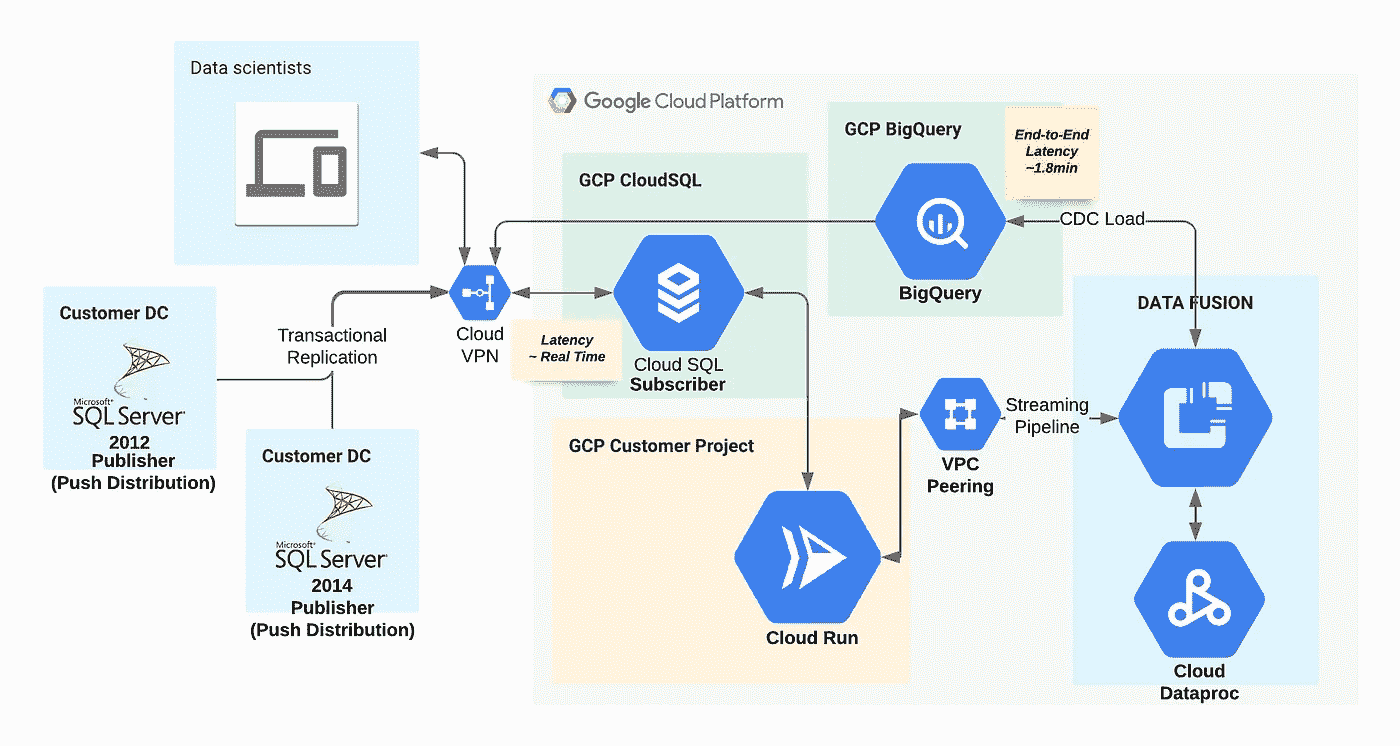 Data scientists
Google Cloud Platform
GCP BigQuery
End-to-End
Latency
~1.8min
GCP CloudSQL
CDC Load
BigQuery
DATA FUSION
Customer DC
Transactional
Replication
Cloud
VPN
Latency
~ Real Time
Cloud SQL
Subscriber
Microsoft®
SQL Server
2012
Publisher
(Push Distribution)
Streaming
Pipeline
GCP Customer Project
VPC
Peering
Customer DC
Microsoft®
SQL Server
2014
Publisher
(Push Distribution)
Cloud Run
Cloud
Dataproc